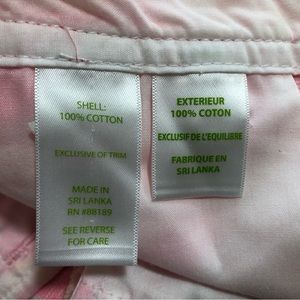 SHELL:
100% COTTON
EXCLUSIVE OF TRIM
MADE IN
SRI LANKA
RN #88189
SEE REVERSE
FOR CARE
EXTERIEUR
100% COTTON
EXCLUSIF DE L'EQUILIBRE
FABRIQUE EN
SRI LANKA